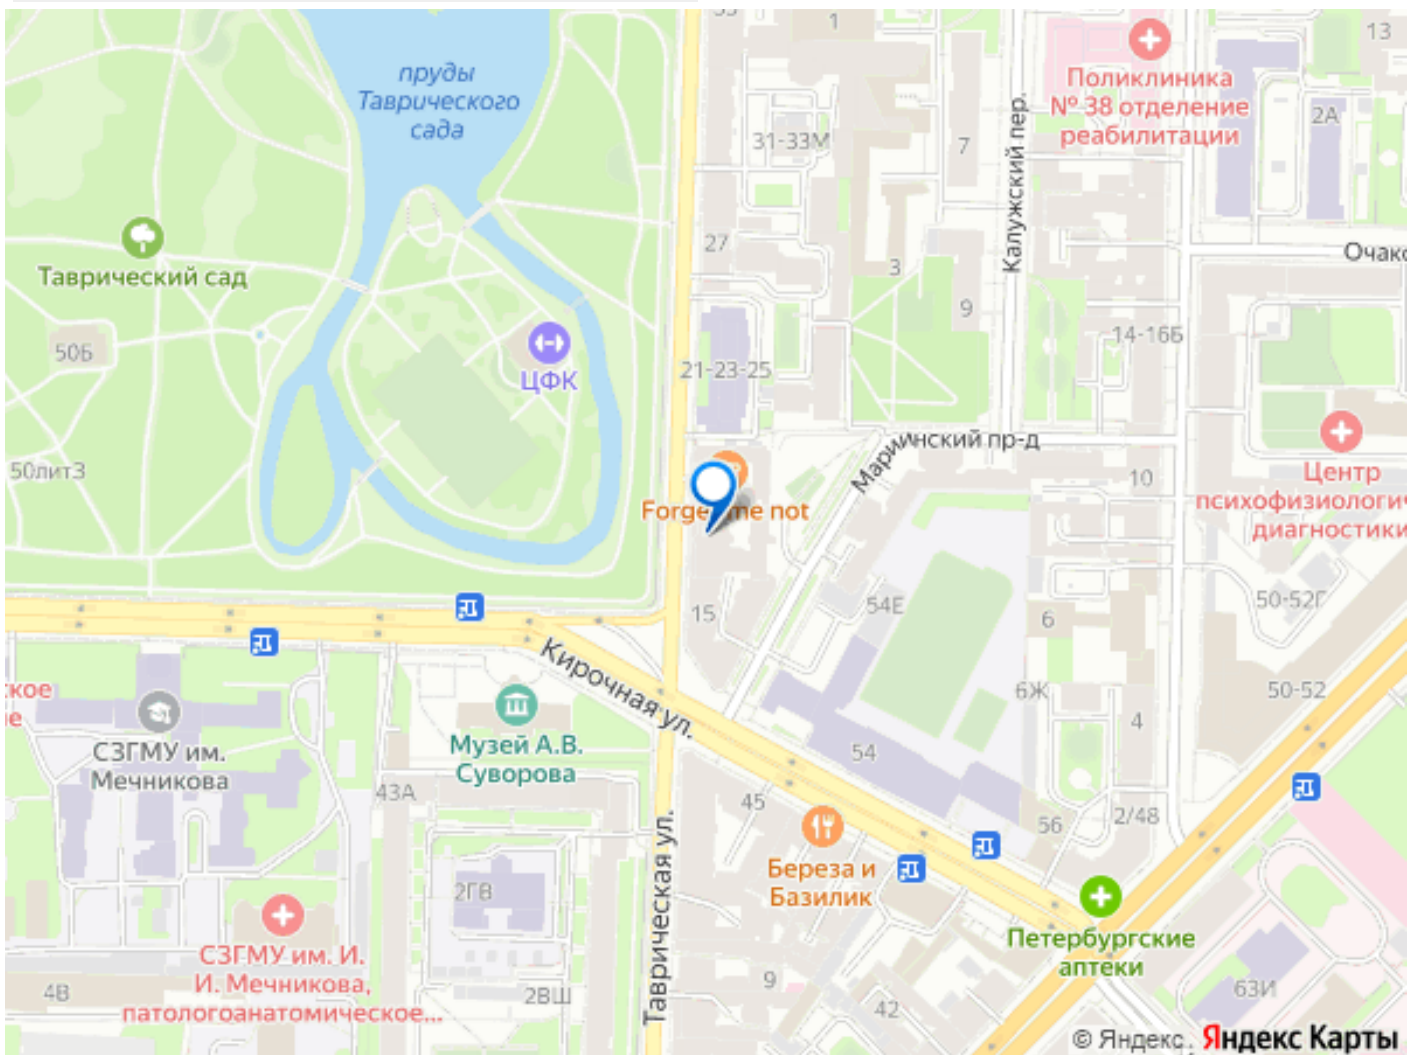 1
13
пруды
Таврического
сада
Поликлиника
№ 38 отделение
реабилитации
2А
31-33М
7
Калужский пер.
27
3
Очако
Таврический сад
9
14-16Б
50Б
ЦФК
21-23-25
Мариинский пр-д
50литЗ
10
Центр
психофизиологич
диагностики
Forget me not
15
54Е
6
50-52Г
Кирочная ул.
6Ж
50-52
4
ское
ие
СЗГМУ им.
Мечникова
Музей А.В.
Суворова
54
43А
45
56
2/48
Береза и
Базилик
Таврическая ул.
2ГВ
Петербургские
аптеки
СЗГМУ им. И.
И. Мечникова,
патологоанатомическое...
4В
2ВШ
9
42
63И
© Яндекс. Яндекс Карты